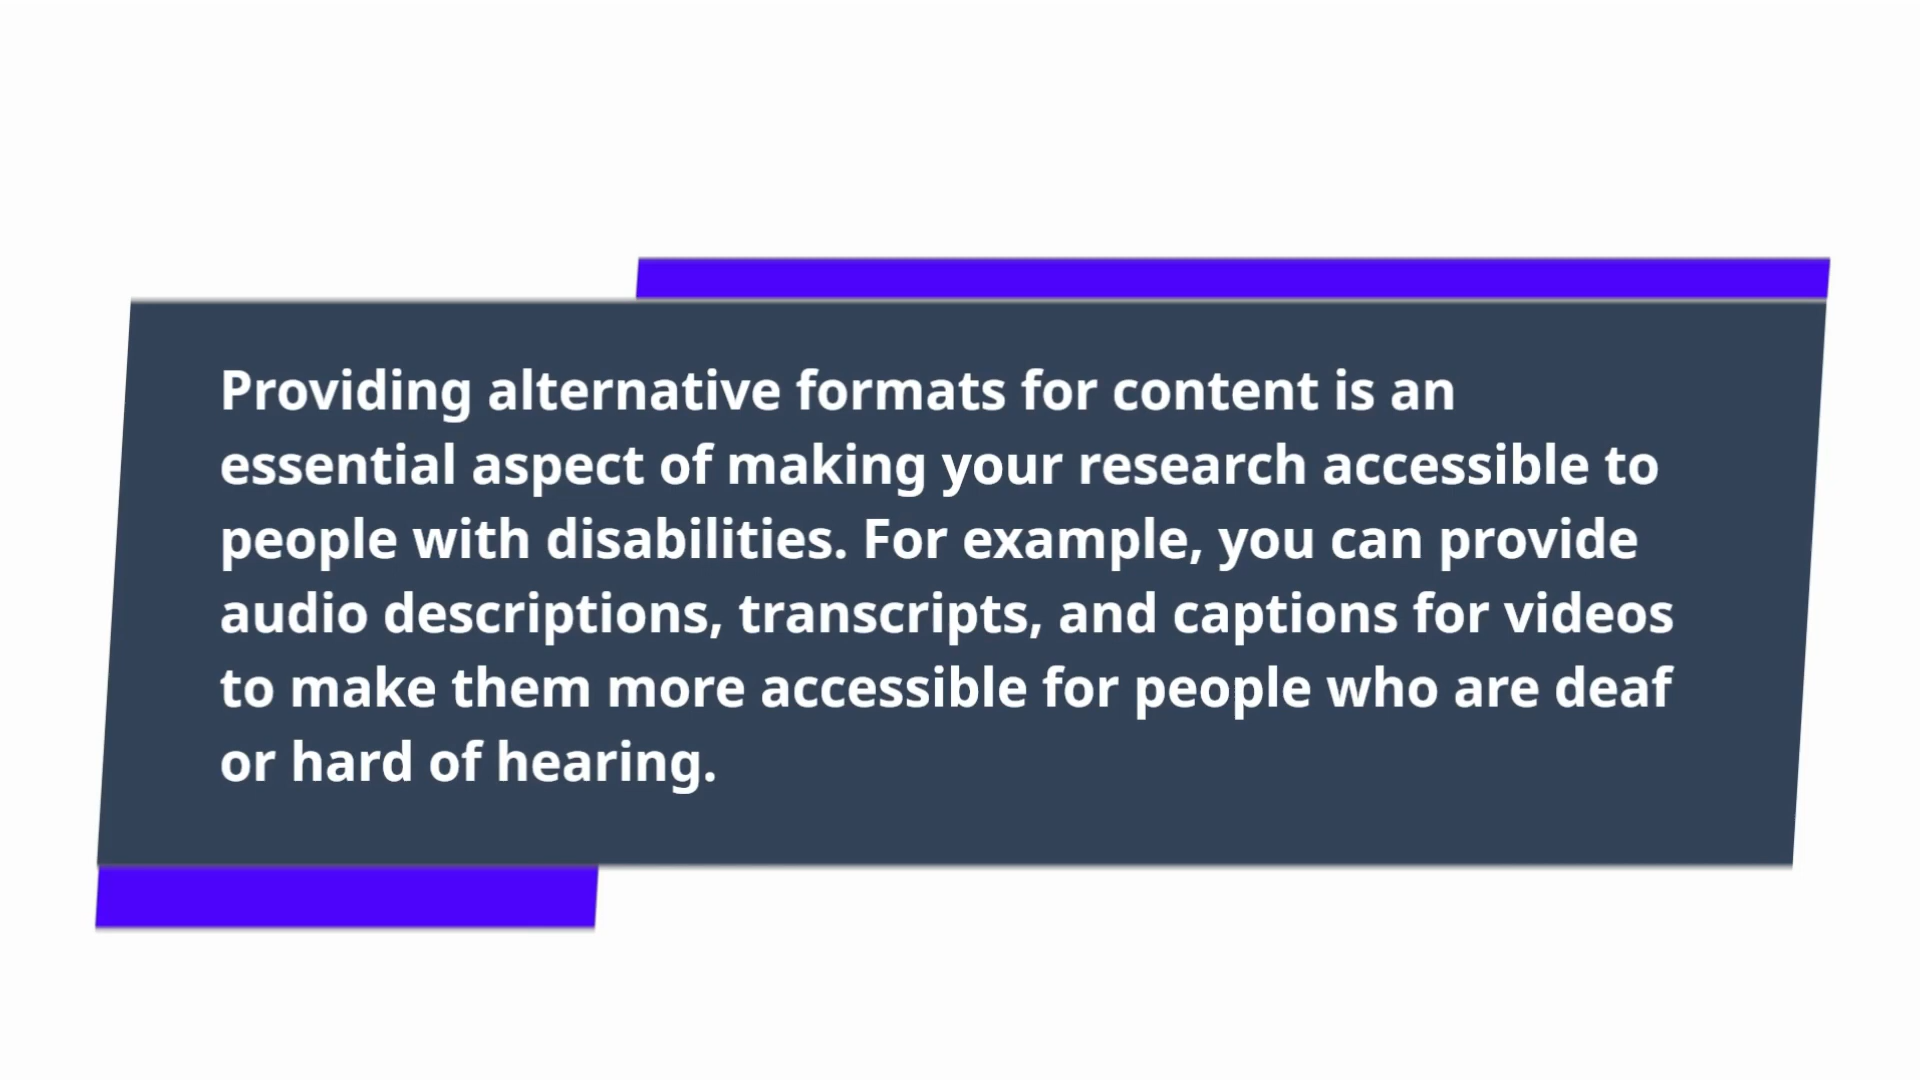 Providing alternative formats for content is an
essential aspect of making your research accessible to
people with disabilities. For example, you can provide
audio descriptions, transcripts, and captions for videos
to make them more accessible for people who are deaf
or hard of hearing.